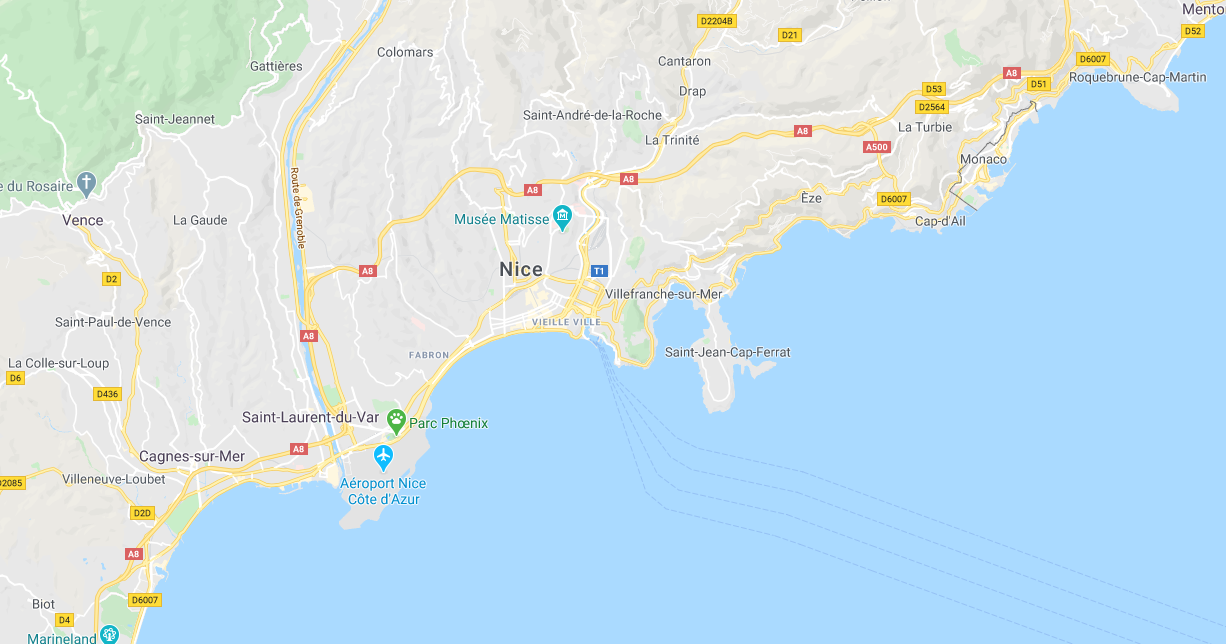 D2204B
Mento
D52
D21
Colomars
Gattières
Cantaron
D6007
A8
D51
Roquebrune-Cap-Martin
D53
Drap
D2564
Saint-Jeannet
Saint-André-de-la-Roche
La Turbie
La Trinité
A8
A500
Monaco
Route de Grenoble
e du Rosaire
A8
A8
Èze
D6007
Vence
La Gaude
Musée Matisse
Cap-d'Ail
D2
A8
Nice
T1
Villefranche-sur-Mer
Saint-Paul-de-Vence
VIEILLE VILLE
A8
FABRON
Saint-Jean-Cap-Ferrat
La Colle-sur-Loup
D6
D436
Saint-Laurent-du-Var
Parc Phœnix
A8
Cagnes-sur-Mer
Villeneuve-Loubet
D2085
Aéroport Nice
Côte d'Azur
D2D
A8
Biot
D6007
D4
Marineland